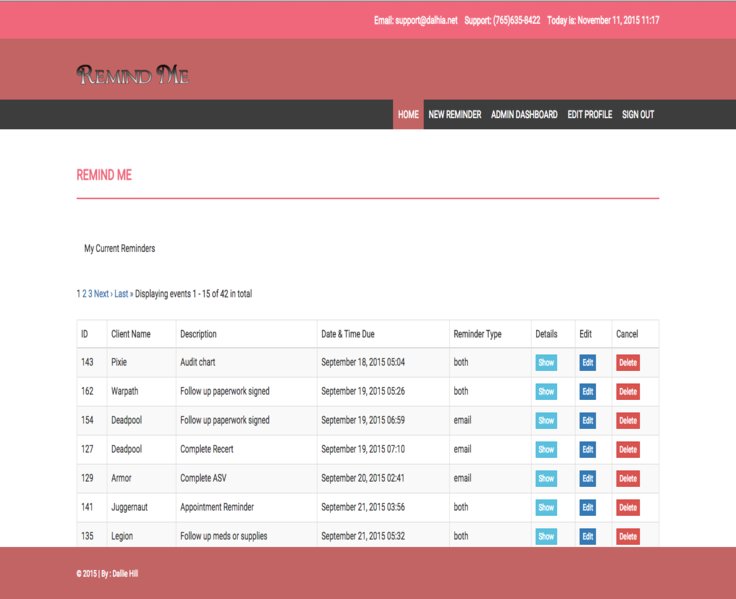 Email: support@dalhia.net Support: (765)635-8422 Today is: November 11, 2015 11:17
Remind Me
HOME NEW REMINDER ADMIN DASHBOARD EDIT PROFILE SIGN OUT
REMIND ME
My Current Reminders
1 2 3 Next › Last » Displaying events 1 - 15 of 42 in total
ID Client Name Description Date & Time Due Reminder Type Details Edit Cancel
143 Pixie Audit chart September 18, 2015 05:04 both Show Edit Delete
162 Warpath Follow up paperwork signed September 19, 2015 05:26 both Show Edit Delete
154 Deadpool Follow up paperwork signed September 19, 2015 06:59 email Show Edit Delete
127 Deadpool Complete Recert September 19, 2015 07:10 email Show Edit Delete
129 Armor Complete ASV September 20, 2015 02:41 email Show Edit Delete
141 Juggernaut Appointment Reminder September 21, 2015 03:56 both Show Edit Delete
135 Legion Follow up meds or supplies September 21, 2015 05:32 both Show Edit Delete
© 2015 | By : Dallie Hill